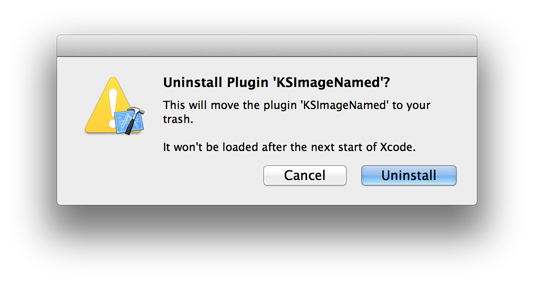 Uninstall Plugin 'KSImageNamed'?
This will move the plugin 'KSImageNamed' to your
trash.
It won't be loaded after the next start of Xcode.
Cancel
Uninstall